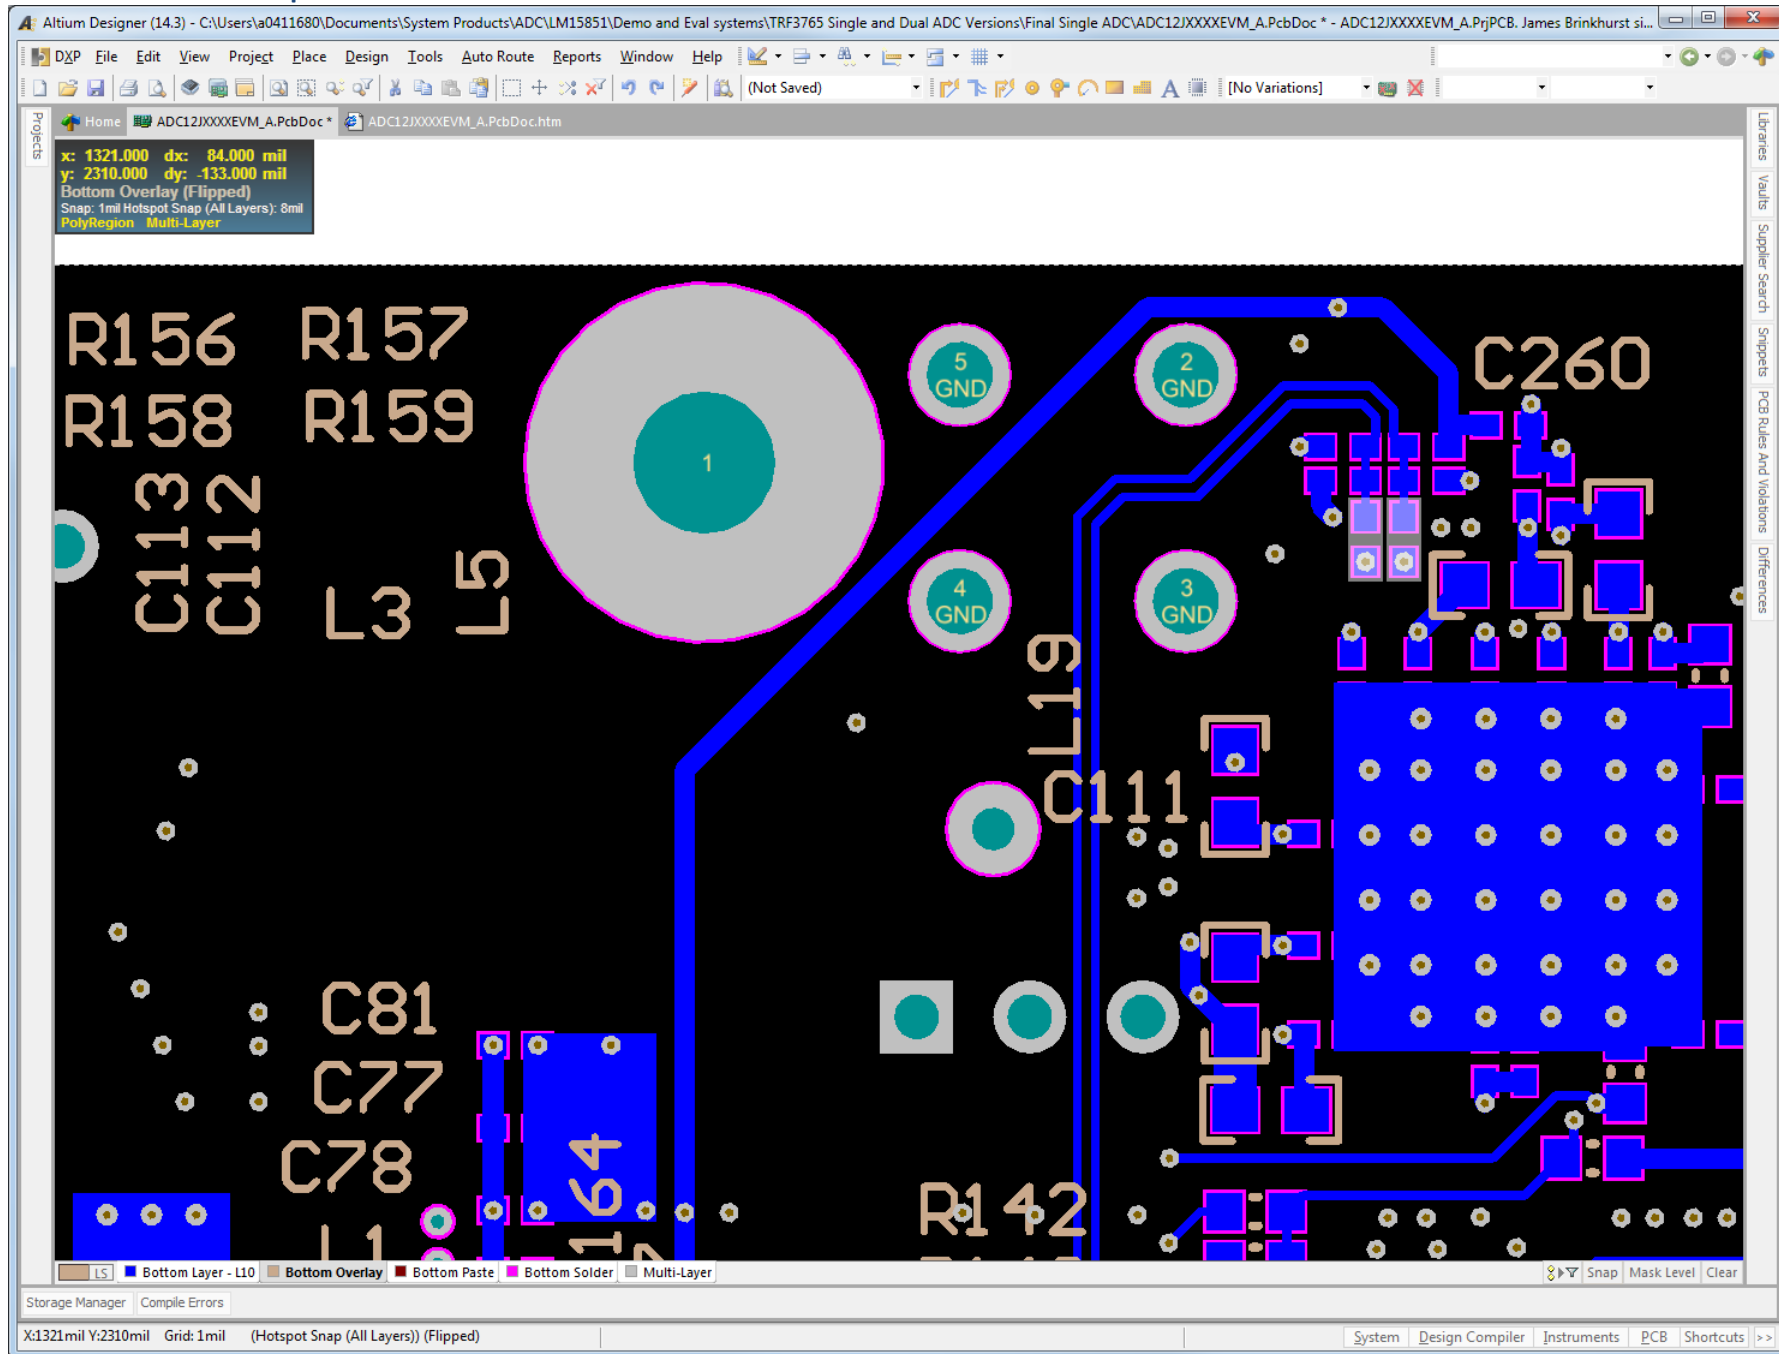 Altium Designer (14.3) - C:\Users\a0411680\Documents\System Products\ADC\LM15851\Demo and Eval systems\TRF3765 Single and Dual ADC Versions\Final Single ADC\ADC12JXXXXEVM_A.PcbDoc * - ADC12JXXXXEVM_A.PrjPCB. James Brinkhurst si...
DXP File Edit View Project Place Design Tools Auto Route Reports Window Help
(Not Saved) [No Variations]
Projects
Home ADC12JXXXXEVM_A.PcbDoc * ADC12JXXXXEVM_A.PcbDoc.htm
x: 1321.000 dx: 84.000 mil
y: 2310.000 dy: -133.000 mil
Bottom Overlay (Flipped)
Snap: 1mil Hotspot Snap (All Layers): 8mil
PolyRegion Multi-Layer
Libraries
Vaults
Supplier Search
Snippets
PCB Rules And Violations
Differences
R156 R157
R158 R159
C260
5
GND
2
GND
1
C113
C112
L3
L5
4
GND
3
GND
L19
C111
C81
C77
C78
164
R142
L1
LS Bottom Layer - L10 Bottom Overlay Bottom Paste Bottom Solder Multi-Layer
Snap Mask Level Clear
Storage Manager Compile Errors
X:1321mil Y:2310mil Grid: 1mil (Hotspot Snap (All Layers)) (Flipped)
System Design Compiler Instruments PCB Shortcuts >>